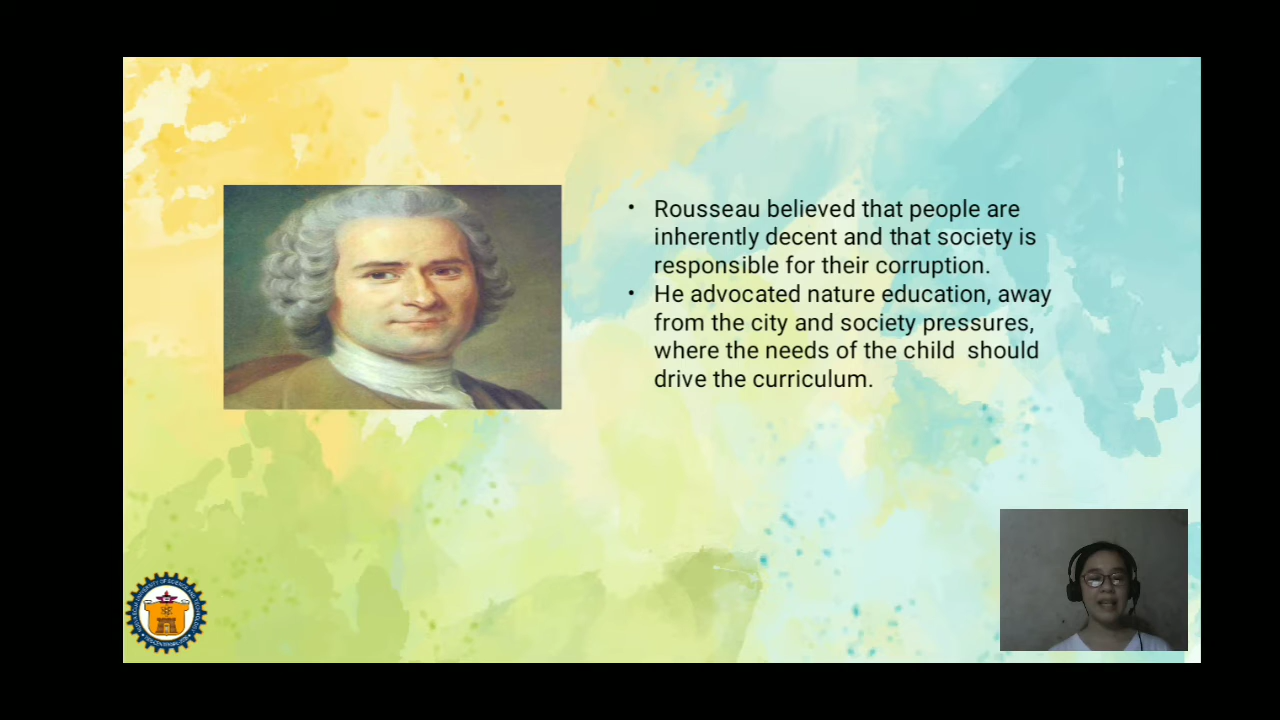 • Rousseau believed that people are
inherently decent and that society is
responsible for their corruption.
• He advocated nature education, away
from the city and society pressures,
where the needs of the child  should
drive the curriculum.